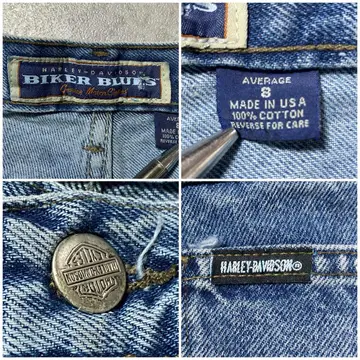 HARLEY-DAVIDSON
BIKER BLUES
AVERAGE
8
MADE IN USA
100% COTTON
REVERSE FOR CARE
HARLEY-DAVIDSON®